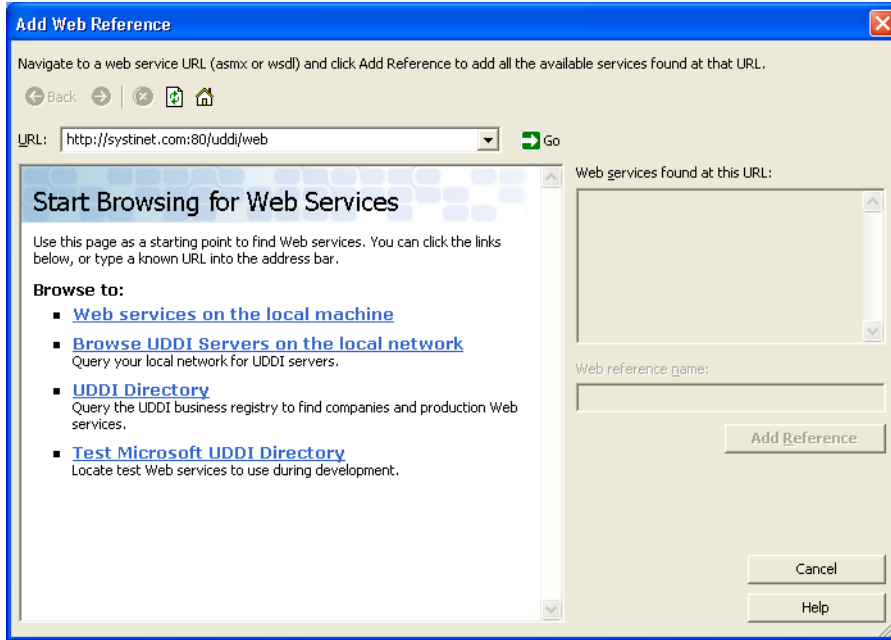 Add Web Reference
Navigate to a web service URL (asmx or wsdl) and click Add Reference to add all the available services found at that URL.
Back
URL: http://systinet.com:80/uddi/web Go
Start Browsing for Web Services
Use this page as a starting point to find Web services. You can click the links
below, or type a known URL into the address bar.
Browse to:
Web services on the local machine
Browse UDDI Servers on the local network
Query your local network for UDDI servers.
UDDI Directory
Query the UDDI business registry to find companies and production Web
services.
Test Microsoft UDDI Directory
Locate test Web services to use during development.
Web services found at this URL:
Web reference name:
Add Reference
Cancel
Help